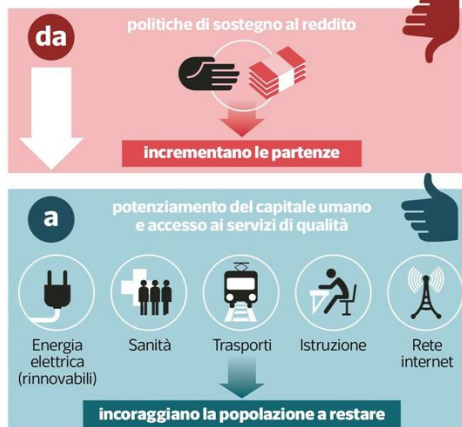 da
politiche di sostegno al reddito
incrementano le partenze
a
potenziamento del capitale umano
e accesso ai servizi di qualità
Energia
elettrica
(rinnovabili)
Sanità
Trasporti
Istruzione
Rete
internet
incoraggiano la popolazione a restare